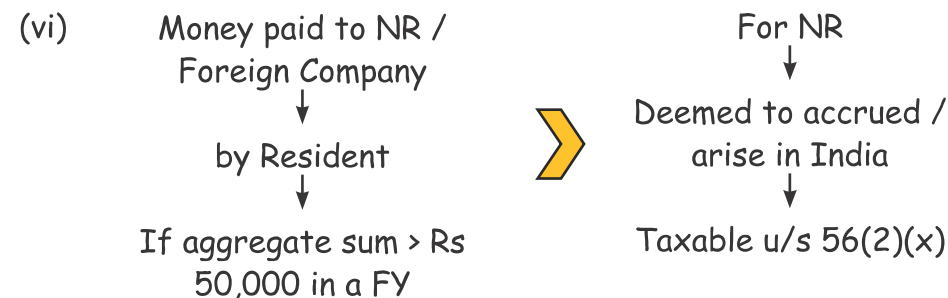 (vi)
Money paid to NR /
Foreign Company
by Resident
If aggregate sum > Rs
50,000 in a FY
For NR
Deemed to accrued /
arise in India
Taxable u/s 56(2)(x)